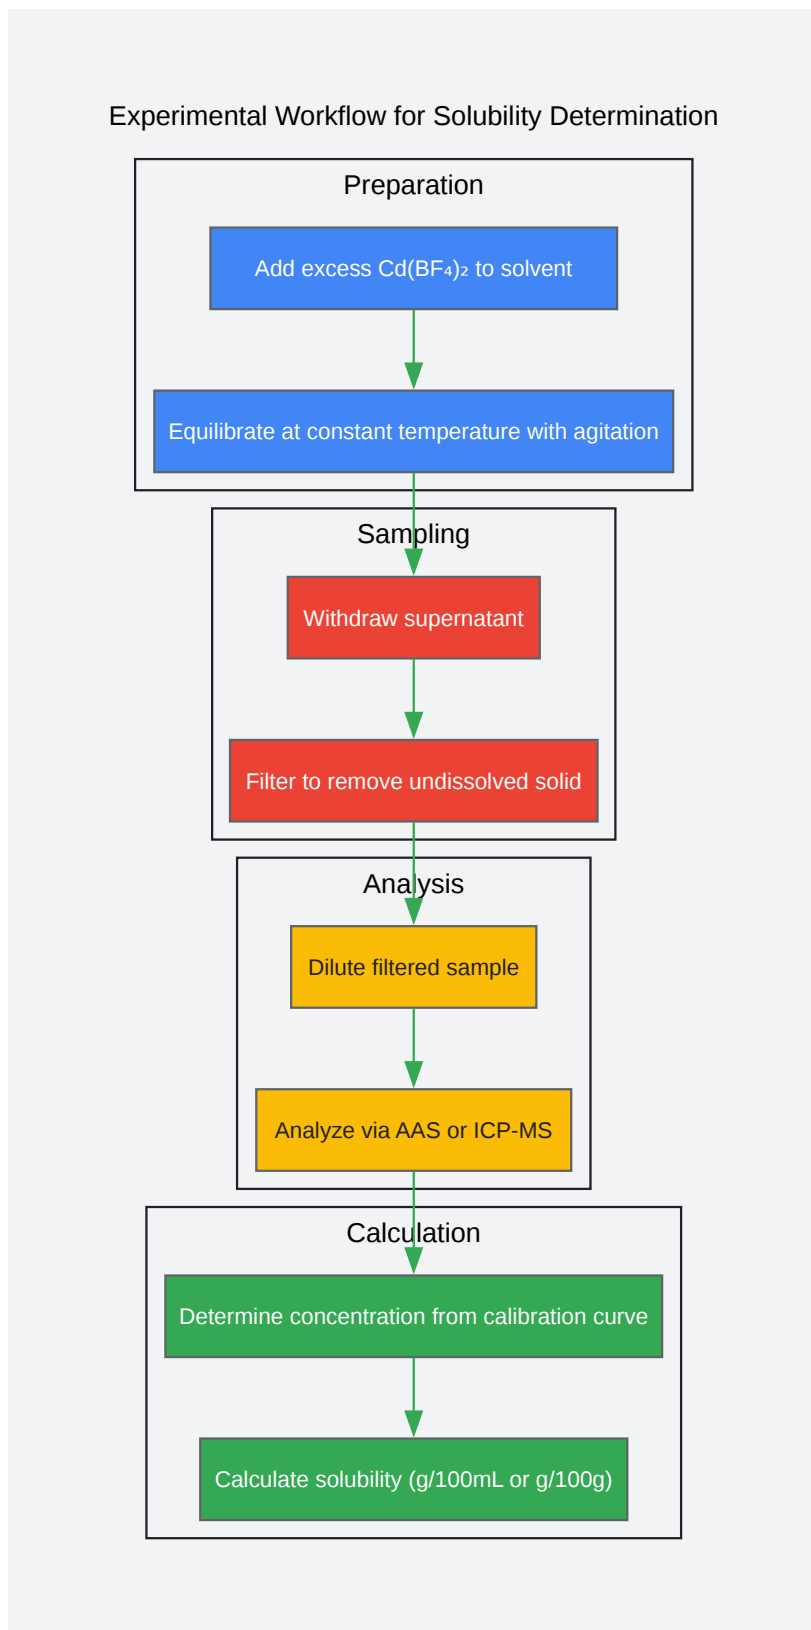 Experimental Workflow for Solubility Determination
Preparation
Add excess Cd(BF₄)₂ to solvent
Equilibrate at constant temperature with agitation
Sampling
Withdraw supernatant
Filter to remove undissolved solid
Analysis
Dilute filtered sample
Analyze via AAS or ICP-MS
Calculation
Determine concentration from calibration curve
Calculate solubility (g/100mL or g/100g)